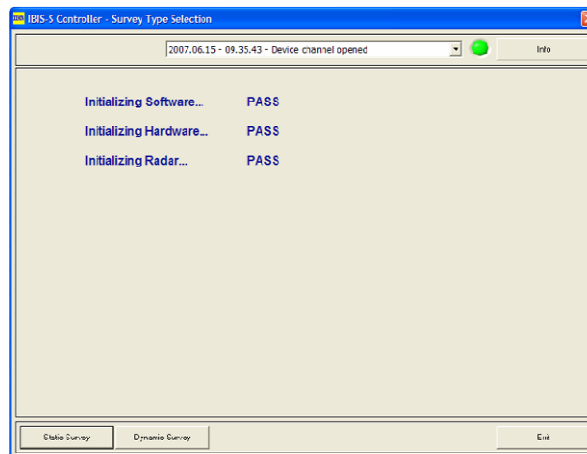 IBIS-S Controller - Survey Type Selection
2007.06.15 - 09.35.43 - Device channel opened
Info
Initializing Software... PASS
Initializing Hardware... PASS
Initializing Radar... PASS
Static Survey Dynamic Survey Exit